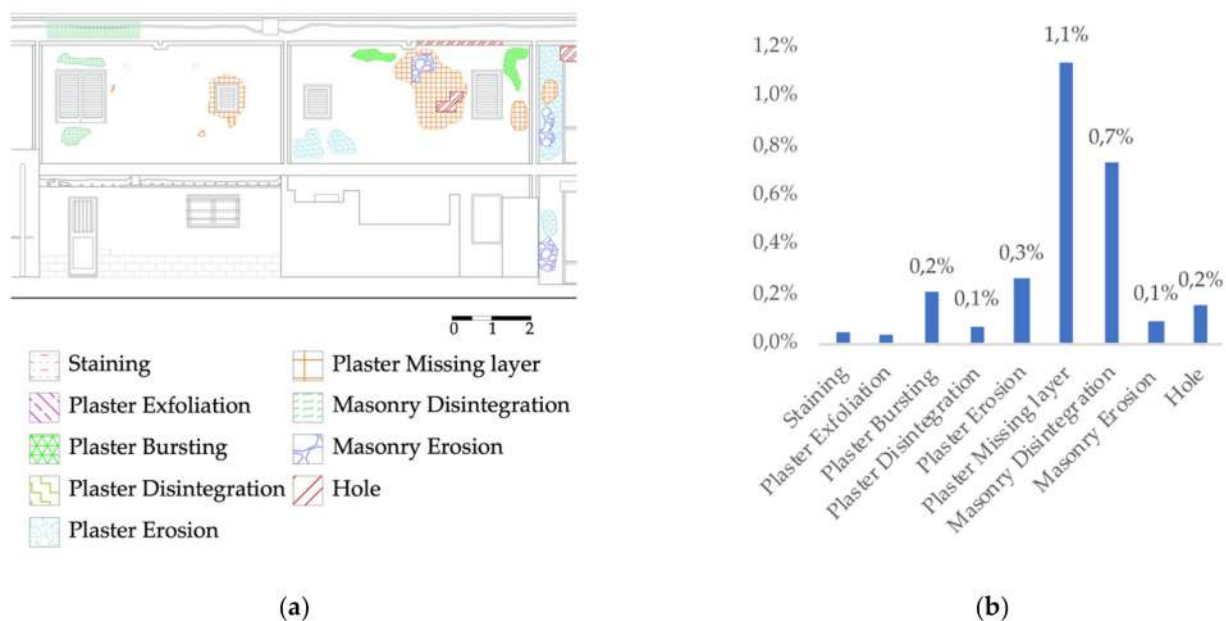 0 1 2
Staining
Plaster Exfoliation
Plaster Bursting
Plaster Disintegration
Plaster Erosion
Plaster Missing layer
Masonry Disintegration
Masonry Erosion
Hole
(a)
1,2%
1,0%
0,8%
0,6%
0,4%
0,2%
0,0%
0,2%
0,1%
0,3%
1,1%
0,7%
0,1%
0,2%
Staining
Plaster Exfoliation
Plaster Bursting
Plaster Disintegration
Plaster Erosion
Plaster Missing layer
Masonry Disintegration
Masonry Erosion
Hole
(b)